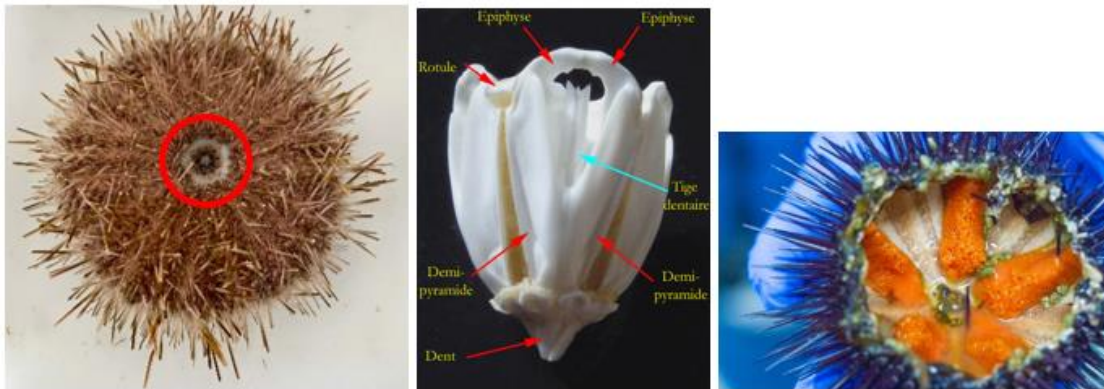 Epiphyse
Epiphyse
Rotule
Tige
dentaire
Demi-
pyramide
Demi-
pyramide
Dent